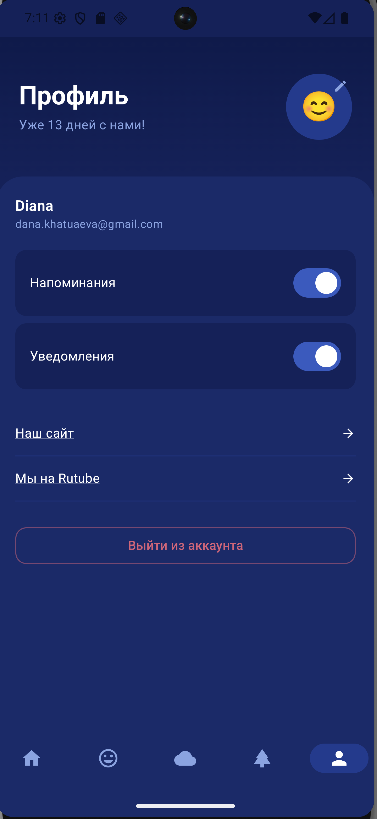 7:11
Профиль
Уже 13 дней с нами!
Diana
dana.khatuaeva@gmail.com
Напоминания
Уведомления
Наш сайт
Мы на Rutube
Выйти из аккаунта